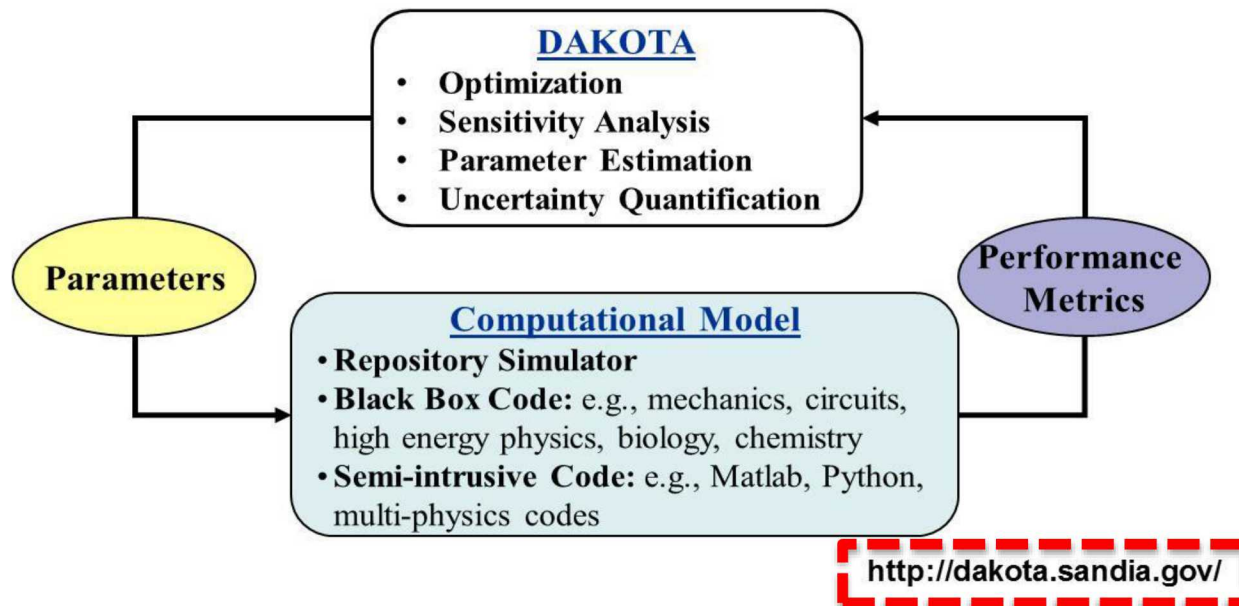 DAKOTA
• Optimization
• Sensitivity Analysis
• Parameter Estimation
• Uncertainty Quantification
Parameters
Performance
Metrics
Computational Model
• Repository Simulator
• Black Box Code: e.g., mechanics, circuits,
high energy physics, biology, chemistry
• Semi-intrusive Code: e.g., Matlab, Python,
multi-physics codes
http://dakota.sandia.gov/